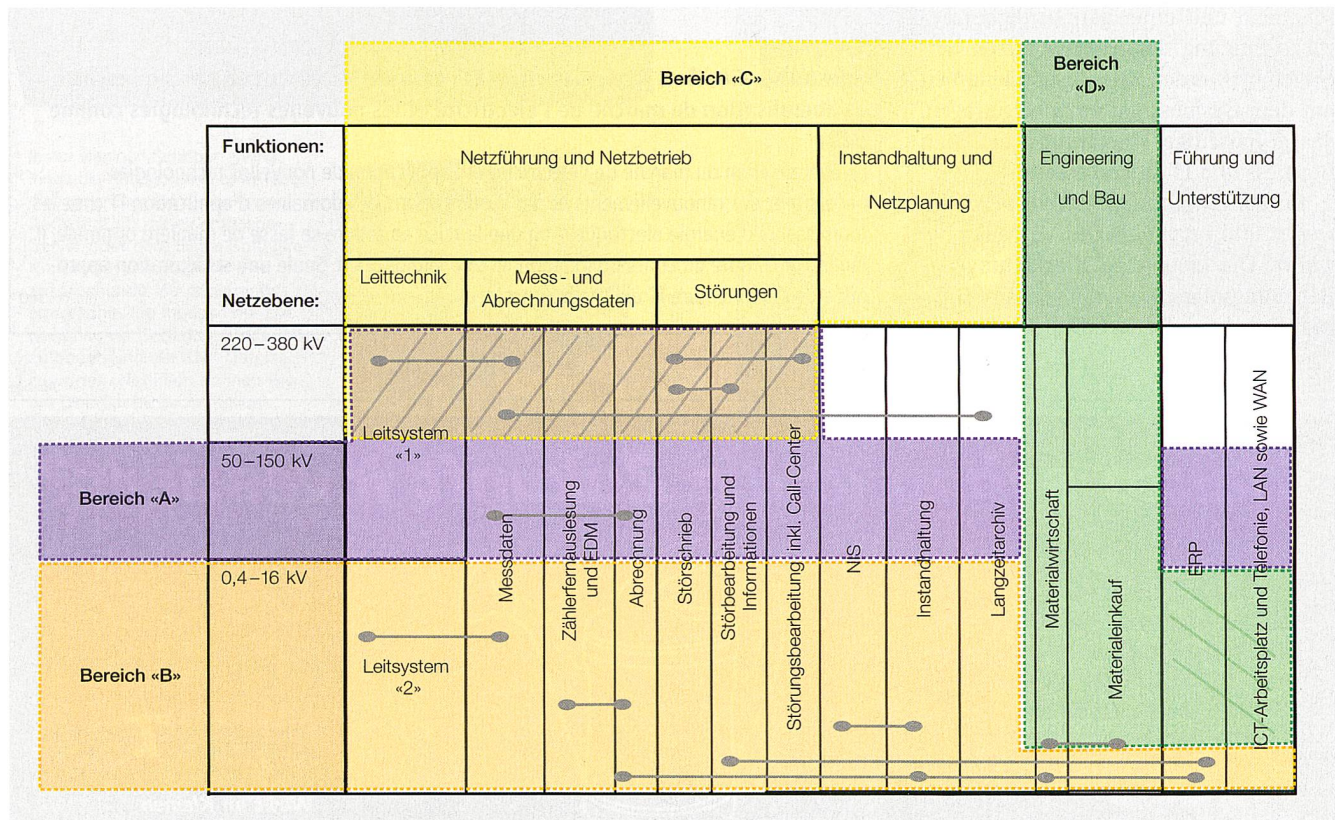 Bereich «C»
Bereich
«D»
Funktionen:
Netzführung und Netzbetrieb
Instandhaltung und
Netzplanung
Engineering
und Bau
Führung und
Unterstützung
Netzebene:
Leittechnik
Mess- und
Abrechnungsdaten
Störungen
220–380 kV
Leitsystem
«1»
50–150 kV
Bereich «A»
0,4–16 kV
Bereich «B»
Leitsystem
«2»
Messdaten
Zählerfernauslesung
und EDM
Abrechnung
Störschrieb
Störbearbeitung und
Informationen
Störungsbearbeitung inkl. Call-Center
NIS
Instandhaltung
Langzeitarchiv
Materialwirtschaft
Materialeinkauf
ERP
ICT-Arbeitsplatz und Telefonie, LAN sowie WAN